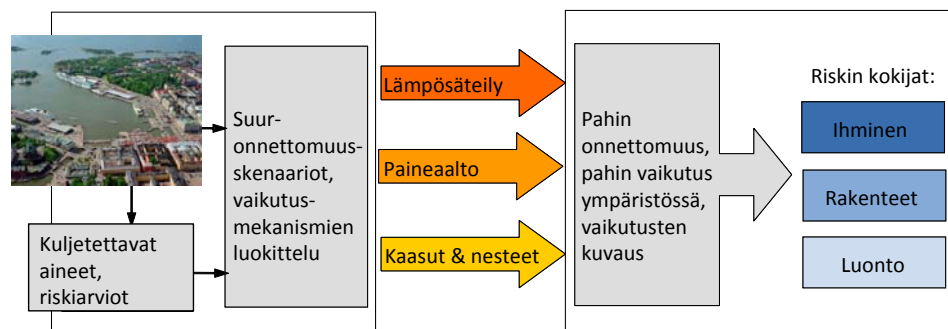 Kuljetettavat
aineet,
riskiarviot
Suur-
onnettomuus-
skenaariot,
vaikutus-
mekanismien
luokittelu
Lämpösäteily
Paineaalto
Kaasut & nesteet
Pahin
onnettomuus,
pahin vaikutus
ympäristössä,
vaikutusten
kuvaus
Riskin kokijat:
Ihminen
Rakenteet
Luonto